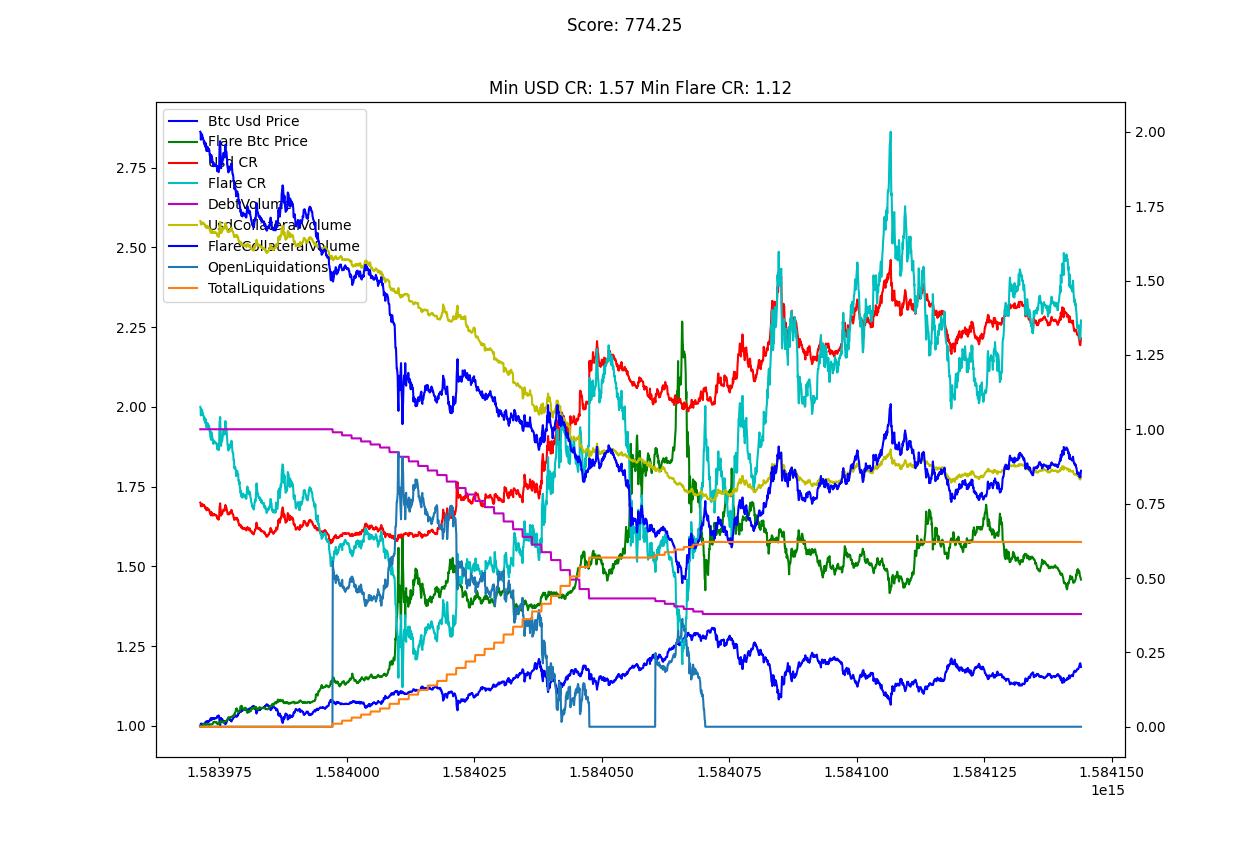 Score: 774.25
Min USD CR: 1.57 Min Flare CR: 1.12
Btc Usd Price
Flare Btc Price
Usd CR
Flare CR
DebtVolume
UsdCollateralVolume
FlareCollateralVolume
OpenLiquidations
TotalLiquidations
2.75
2.50
2.25
2.00
1.75
1.50
1.25
1.00
2.00
1.75
1.50
1.25
1.00
0.75
0.50
0.25
0.00
1.583975 1.584000 1.584025 1.584050 1.584075 1.584100 1.584125 1.584150
1e15